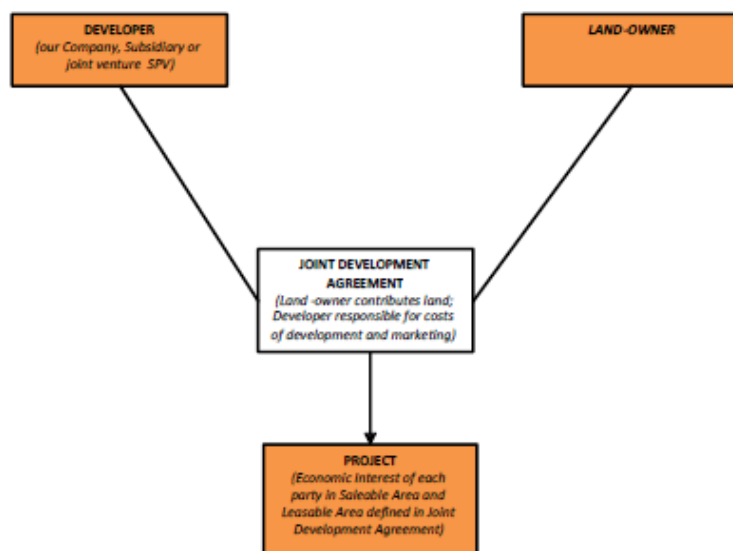 DEVELOPER
(our Company, Subsidiary or
joint venture SPV)
LAND -OWNER
JOINT DEVELOPMENT
AGREEMENT
(Land -owner contributes land;
Developer responsible for costs
of development and marketing)
PROJECT
(Economic Interest of each
party in Saleable Area and
Leasable Area defined in Joint
Development Agreement)